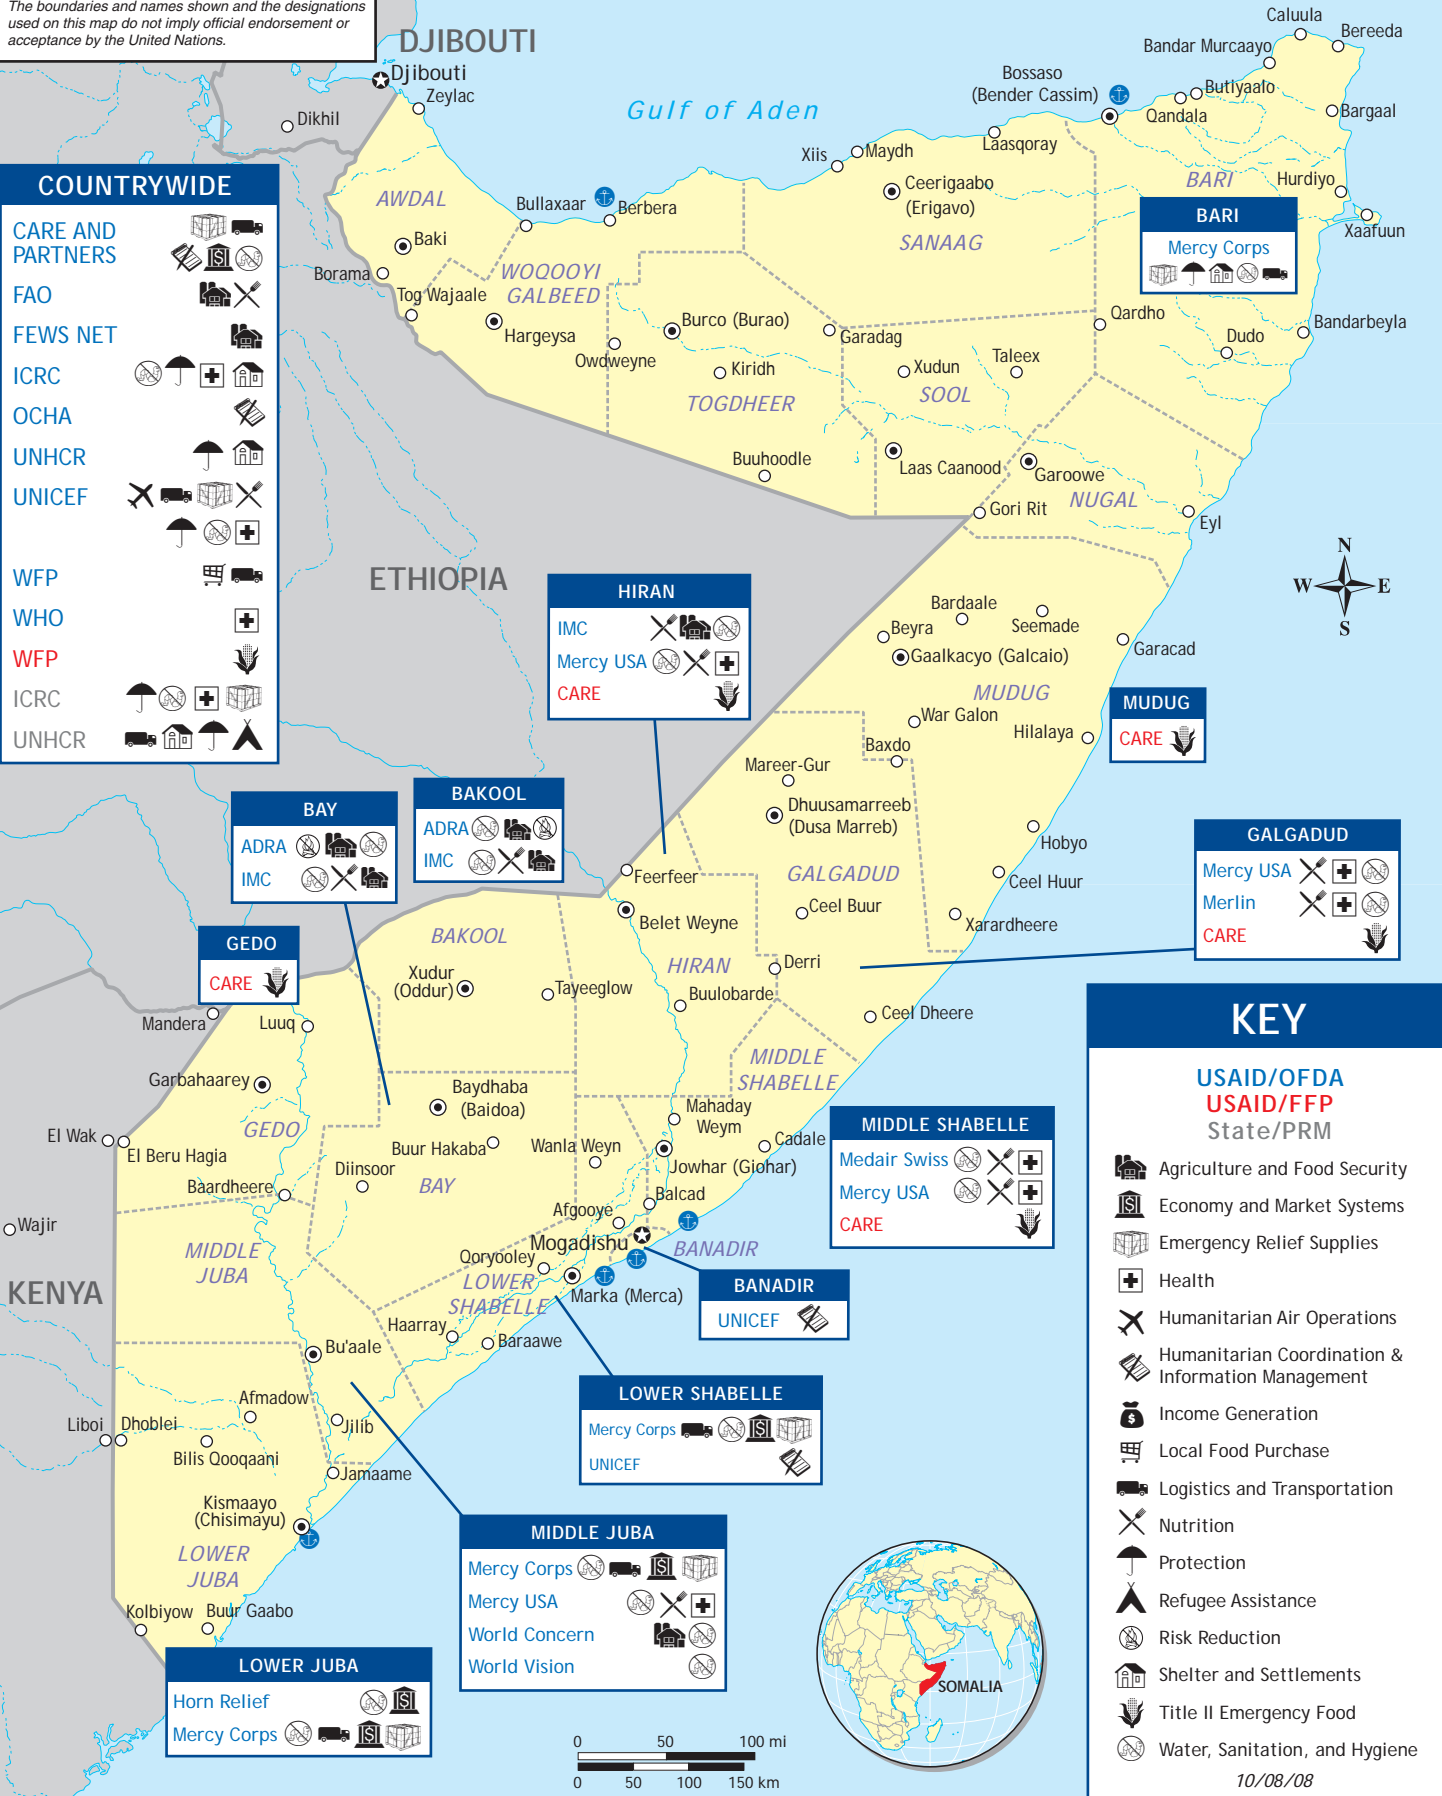 The boundaries and names shown and the designations
used on this map do not imply official endorsement or
acceptance by the United Nations.
DJIBOUTI
Djibouti
Zeylac
Dikhil
Gulf of Aden
Caluula
Bereeda
Bandar Murcaayo
Bossaso
(Bender Cassim)
Butiyaalo
Qandala
Bargaal
Laasqoray
Maydh
Xiis
Ceerigaabo
(Erigavo)
SANAAG
BARI
Hurdiyo
Xaafuun
BARI
Mercy Corps
AWDAL
Bullaxaar
Berbera
Baki
Borama
WOQOOYI
GALBEED
Tog Wajaale
Hargeysa
Owdweyne
Burco (Burao)
Kiridh
TOGDHEER
Garadag
Xudun
Taleex
SOOL
Qardho
Dudo
Bandarbeyla
Buuhoodle
Laas Caanood
Garoowe
NUGAL
Gori Rit
Eyl
COUNTRYWIDE
CARE AND
PARTNERS
FAO
FEWS NET
ICRC
OCHA
UNHCR
UNICEF
WFP
WHO
WFP
ICRC
UNHCR
ETHIOPIA
N
W
E
S
HIRAN
IMC
Mercy USA
CARE
Bardaale
Seemade
Beyra
Gaalkacyo (Galcaio)
Garacad
MUDUG
War Galon
Hilalaya
Baxdo
MUDUG
CARE
Mareer-Gur
Dhuusamarreeb
(Dusa Marreb)
Hobyo
GALGADUD
Ceel Huur
Ceel Buur
Xarardheere
GALGADUD
Mercy USA
Merlin
CARE
BAY
ADRA
IMC
BAKOOL
ADRA
IMC
Feerfeer
Belet Weyne
HIRAN
Derri
Buulobarde
Ceel Dheere
BAKOOL
Xudur
(Oddur)
Tayeeglow
GEDO
CARE
Mandera
Luuq
Garbahaarey
El Wak
El Beru Hagia
GEDO
Baardheere
Wajir
MIDDLE
SHABELLE
Baydhaba
(Baidoa)
Buur Hakaba
Diinsoor
BAY
Wanla Weyn
Mahaday
Weym
Cadale
Jowhar (Giohar)
Balcad
Afgooye
Mogadishu
BANADIR
Qoryooley
LOWER
SHABELLE
Marka (Merca)
Haarray
Baraawe
MIDDLE SHABELLE
Medair Swiss
Mercy USA
CARE
BANADIR
UNICEF
LOWER SHABELLE
Mercy Corps
UNICEF
KENYA
MIDDLE
JUBA
Bu'aale
Afmadow
Liboi
Dhoblei
Bilis Qooqaani
Jilib
Jamaame
Kismaayo
(Chisimayu)
LOWER
JUBA
Kolbiyow
Buur Gaabo
MIDDLE JUBA
Mercy Corps
Mercy USA
World Concern
World Vision
LOWER JUBA
Horn Relief
Mercy Corps
0 50 100 mi
0 50 100 150 km
SOMALIA
KEY
USAID/OFDA
USAID/FFP
State/PRM
Agriculture and Food Security
Economy and Market Systems
Emergency Relief Supplies
Health
Humanitarian Air Operations
Humanitarian Coordination &
Information Management
Income Generation
Local Food Purchase
Logistics and Transportation
Nutrition
Protection
Refugee Assistance
Risk Reduction
Shelter and Settlements
Title II Emergency Food
Water, Sanitation, and Hygiene
10/08/08